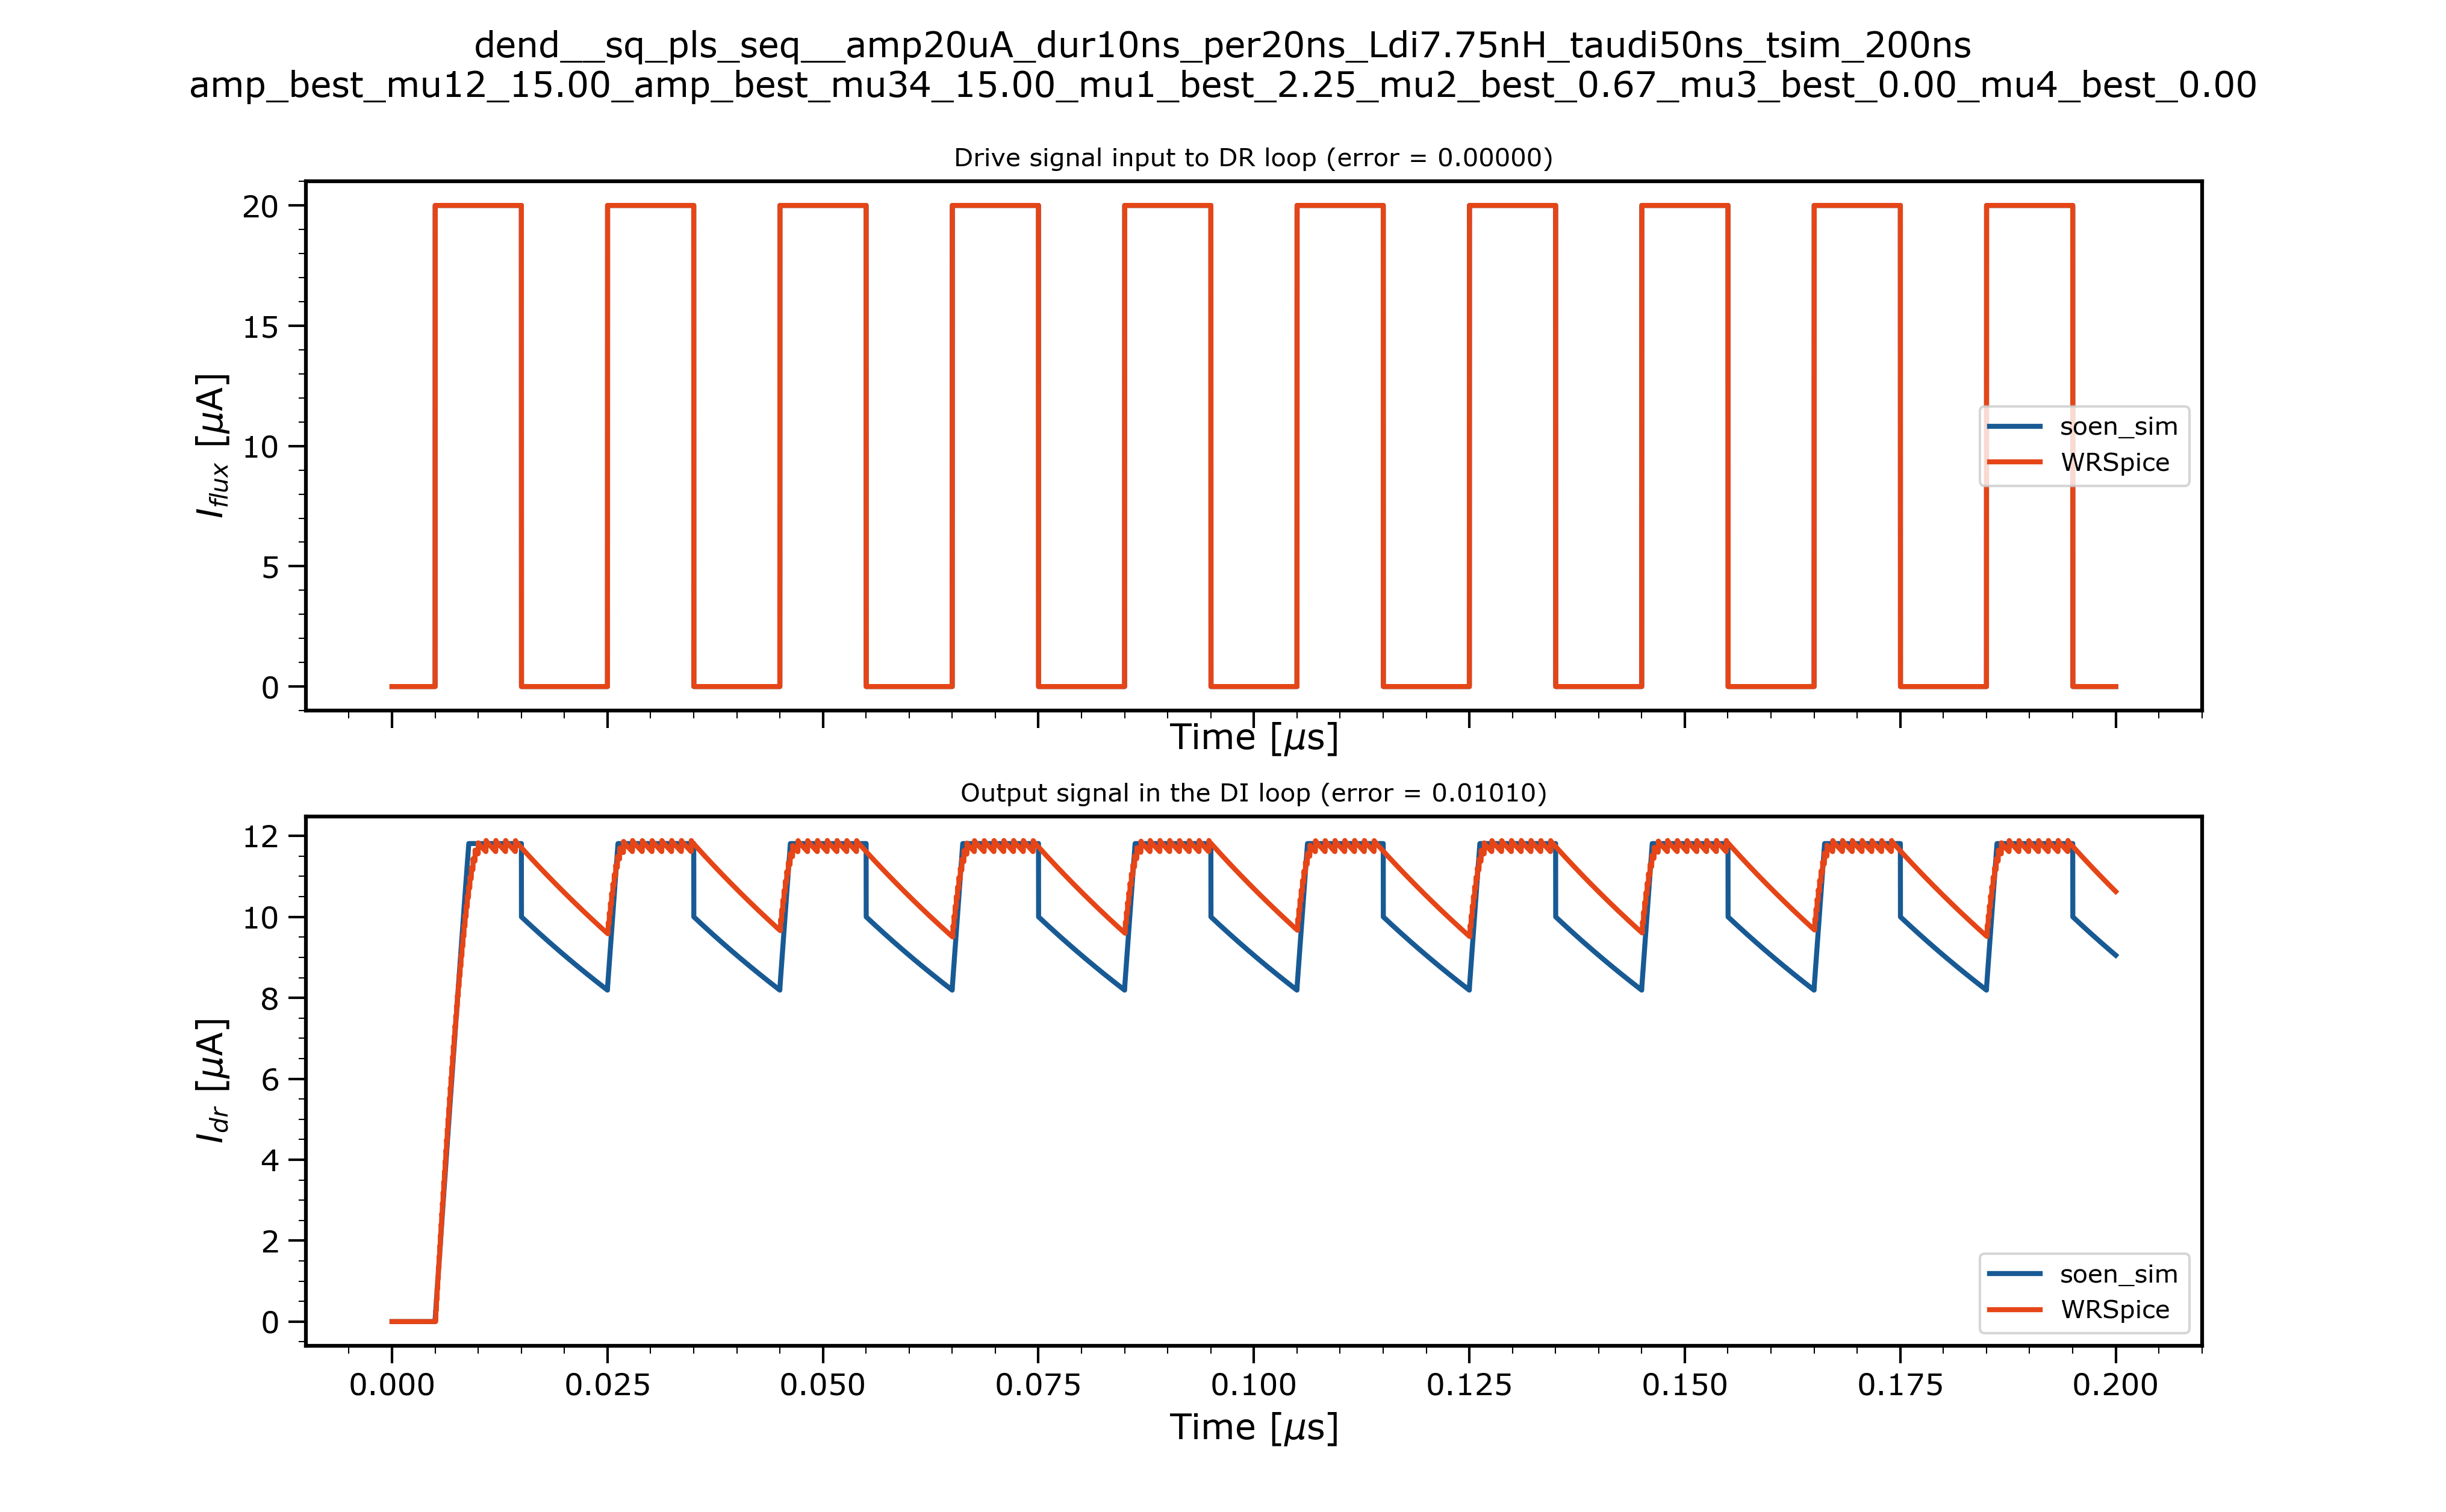 dend__sq_pls_seq___amp20uA_dur10ns_per20ns_Ldi7.75nH_taudi50ns_tsim_200ns
amp_best_mu12_15.00_amp_best_mu34_15.00_mu1_best_2.25_mu2_best_0.67_mu3_best_0.00_mu4_best_0.00
Drive signal input to DR loop (error = 0.00000)
20
15
10
5
0
I_flux [μA]
soen_sim
WRSpice
Time [μs]
Output signal in the DI loop (error = 0.01010)
12
10
8
6
4
2
0
I_dr [μA]
soen_sim
WRSpice
0.000 0.025 0.050 0.075 0.100 0.125 0.150 0.175 0.200
Time [μs]